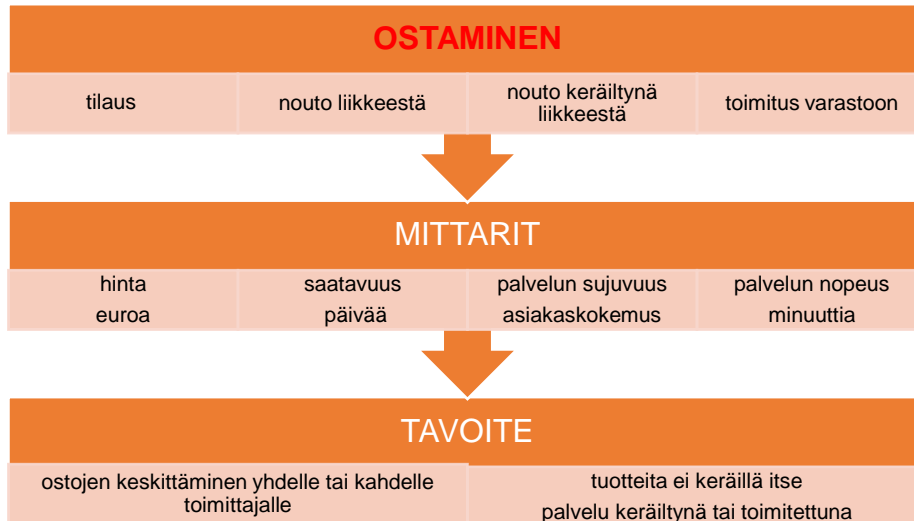 OSTAMINEN
tilaus
nouto liikkeestä
nouto keräiltynä
liikkeestä
toimitus varastoon
MITTARIT
hinta
euroa
saatavuus
päivää
palvelun sujuvuus
asiakaskokemus
palvelun nopeus
minuuttia
TAVOITE
ostojen keskittäminen yhdelle tai kahdelle
toimittajalle
tuotteita ei keräillä itse
palvelu keräiltynä tai toimitettuna